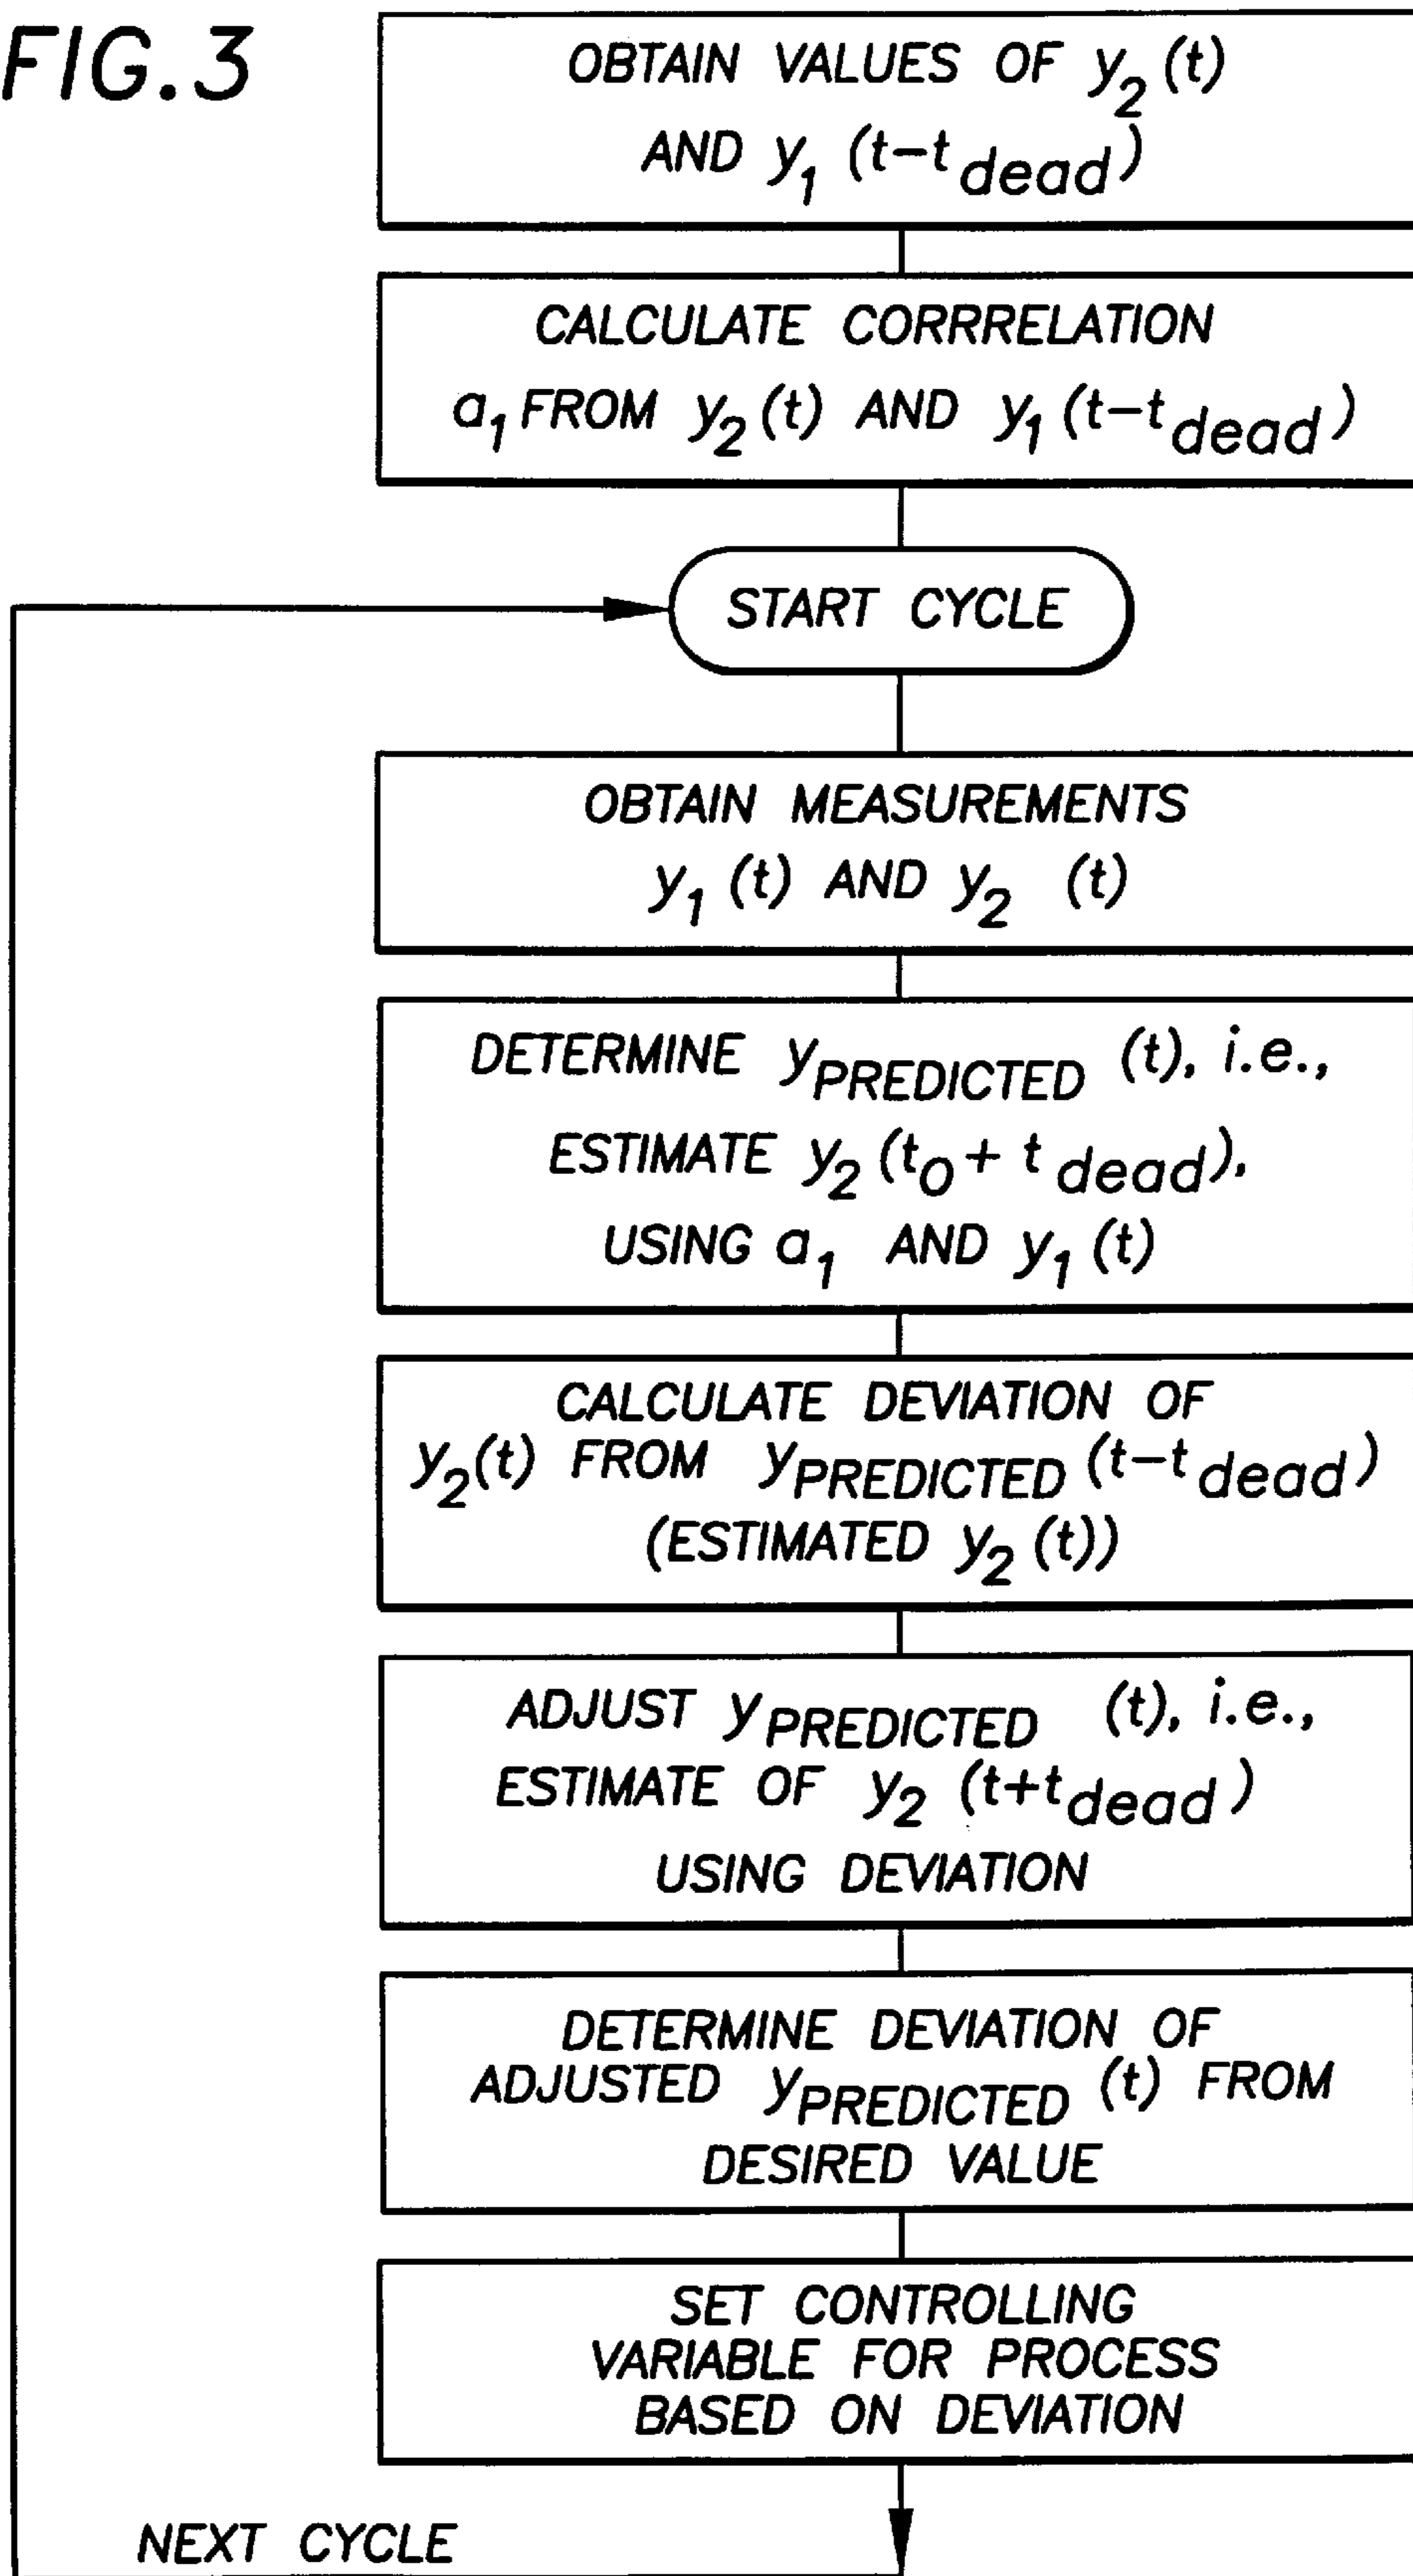 FIG.3
OBTAIN VALUES OF y₂ (t)
AND y₁ (t-t dead)
CALCULATE CORRRELATION
a₁ FROM y₂ (t) AND y₁ (t-t dead)
START CYCLE
OBTAIN MEASUREMENTS
y₁ (t) AND y₂ (t)
DETERMINE yPREDICTED (t), i.e.,
ESTIMATE y₂ (t₀ + t dead),
USING a₁ AND y₁ (t)
CALCULATE DEVIATION OF
y₂(t) FROM yPREDICTED (t-t dead)
(ESTIMATED y₂ (t))
ADJUST yPREDICTED (t), i.e.,
ESTIMATE OF y₂ (t+t dead)
USING DEVIATION
DETERMINE DEVIATION OF
ADJUSTED yPREDICTED (t) FROM
DESIRED VALUE
SET CONTROLLING
VARIABLE FOR PROCESS
BASED ON DEVIATION
NEXT CYCLE